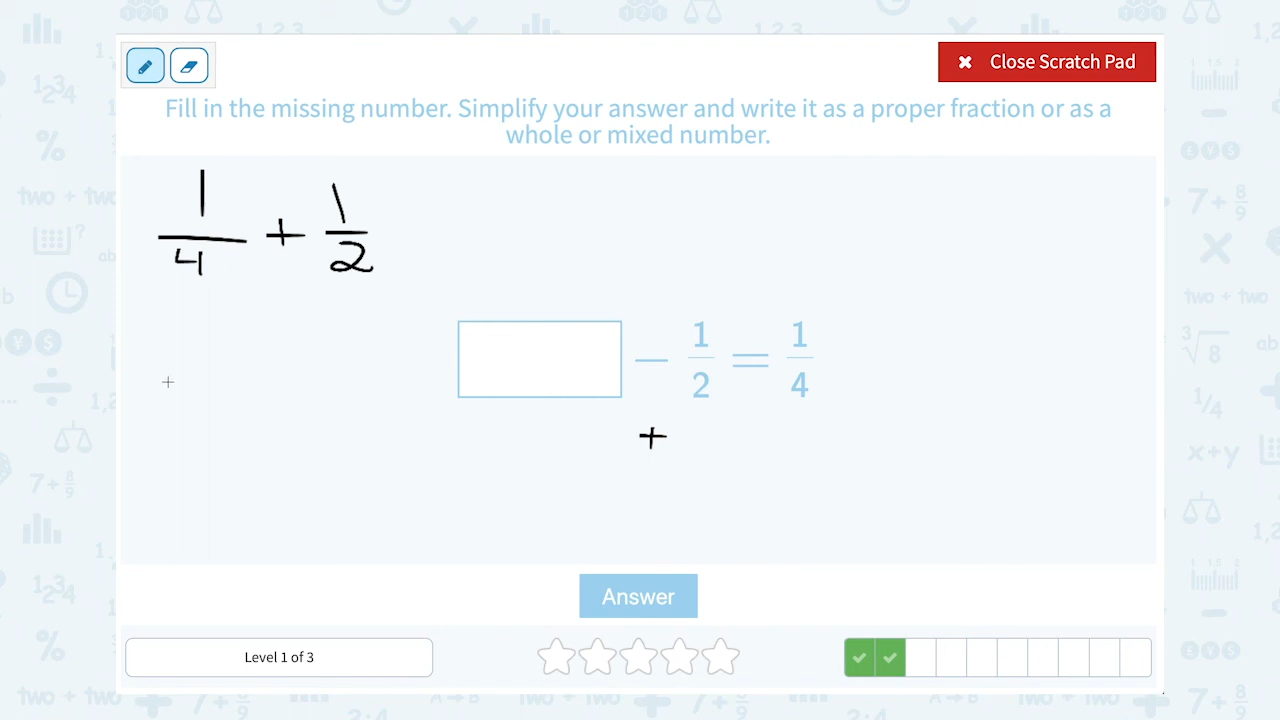 Close Scratch Pad
Fill in the missing number. Simplify your answer and write it as a proper fraction or as a
whole or mixed number.
1/4 + 1/2
− 1/2 = 1/4
+
Answer
Level 1 of 3